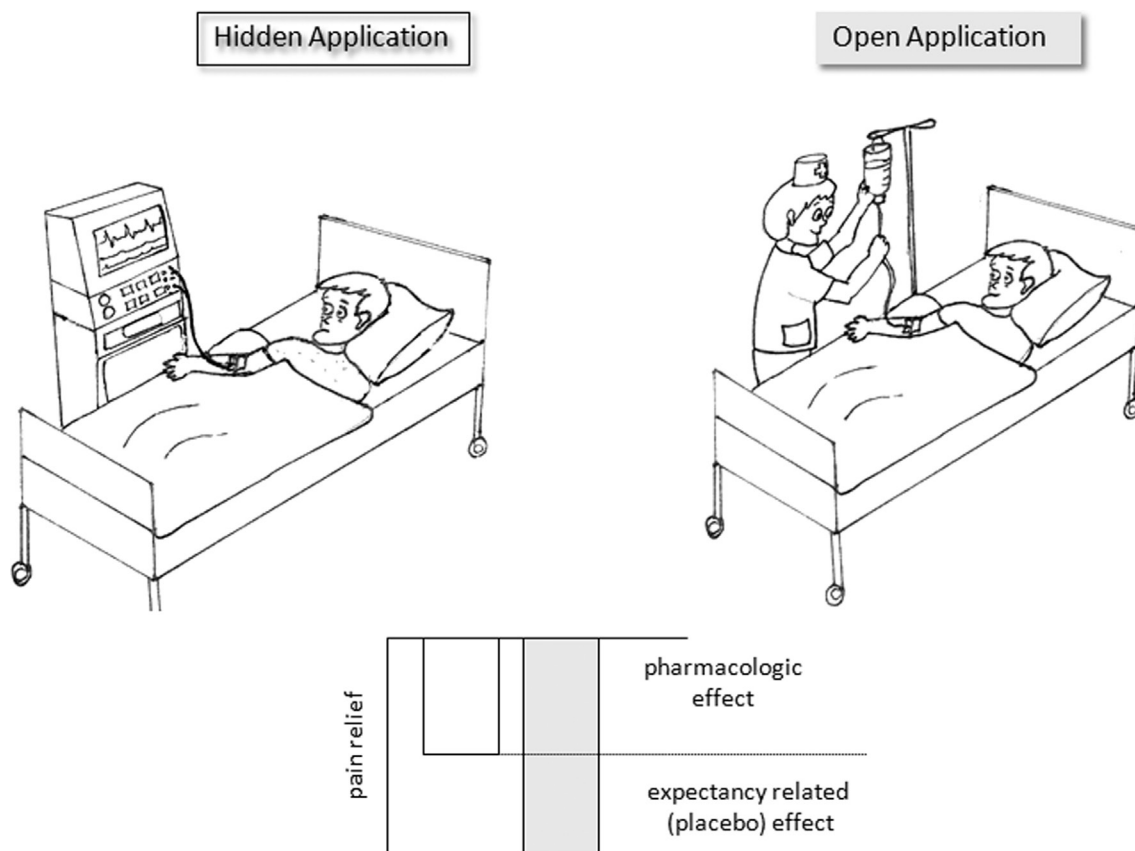 Hidden Application
Open Application
pain relief
pharmacologic
effect
expectancy related
(placebo) effect